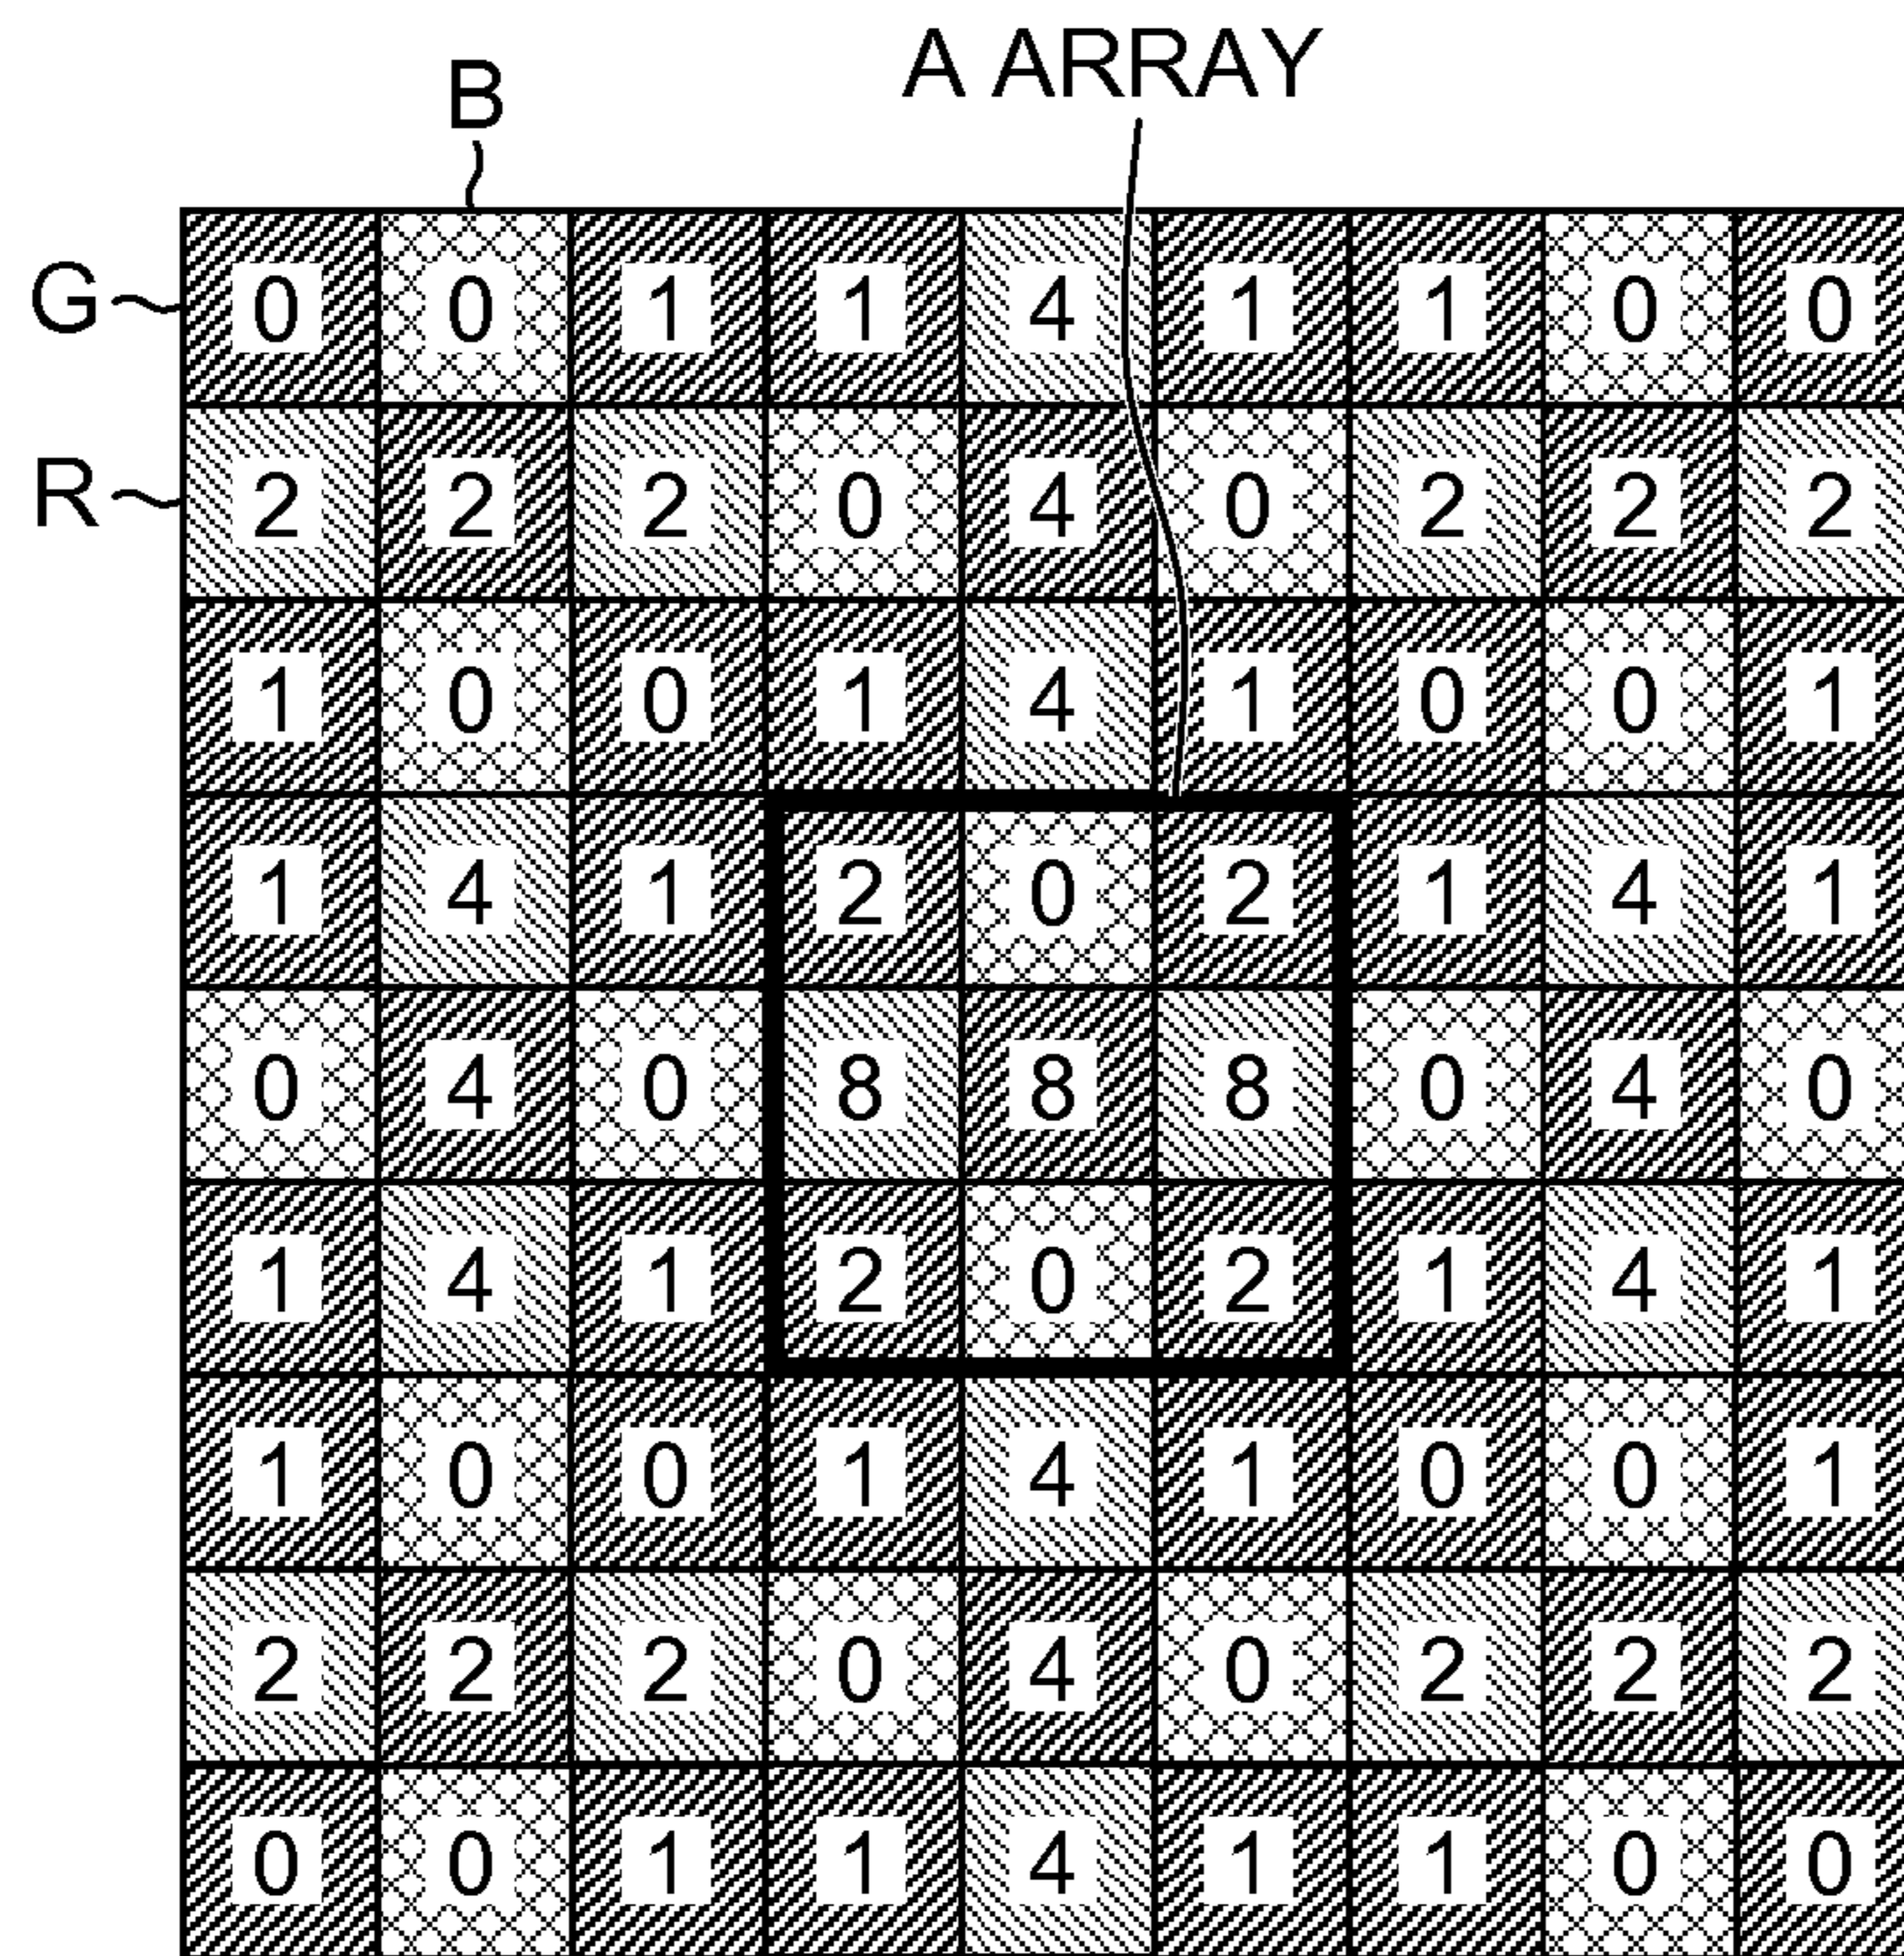 A ARRAY
B
G 0 0 1 1 4 1 1 0 0
R 2 2 2 0 4 0 2 2 2
1 0 0 1 4 1 0 0 1
1 4 1 2 0 2 1 4 1
0 4 0 8 8 8 0 4 0
1 4 1 2 0 2 1 4 1
1 0 0 1 4 1 0 0 1
2 2 2 0 4 0 2 2 2
0 0 1 1 4 1 1 0 0